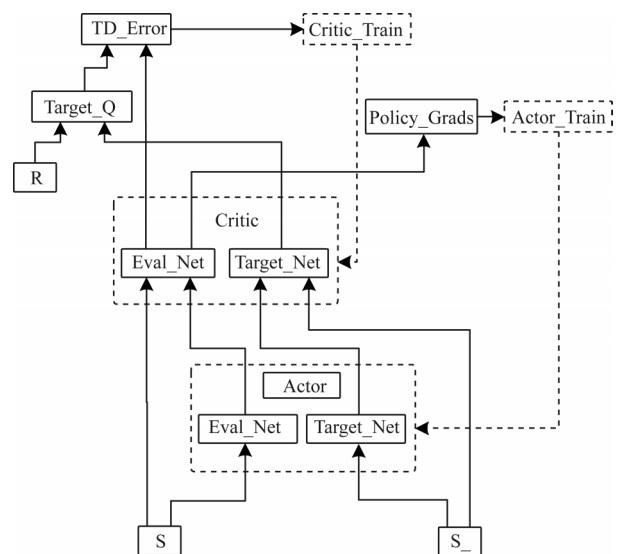 TD_Error
Critic_Train
Target_Q
Policy_Grads
Actor_Train
R
Critic
Eval_Net
Target_Net
Actor
Eval_Net
Target_Net
S
S_